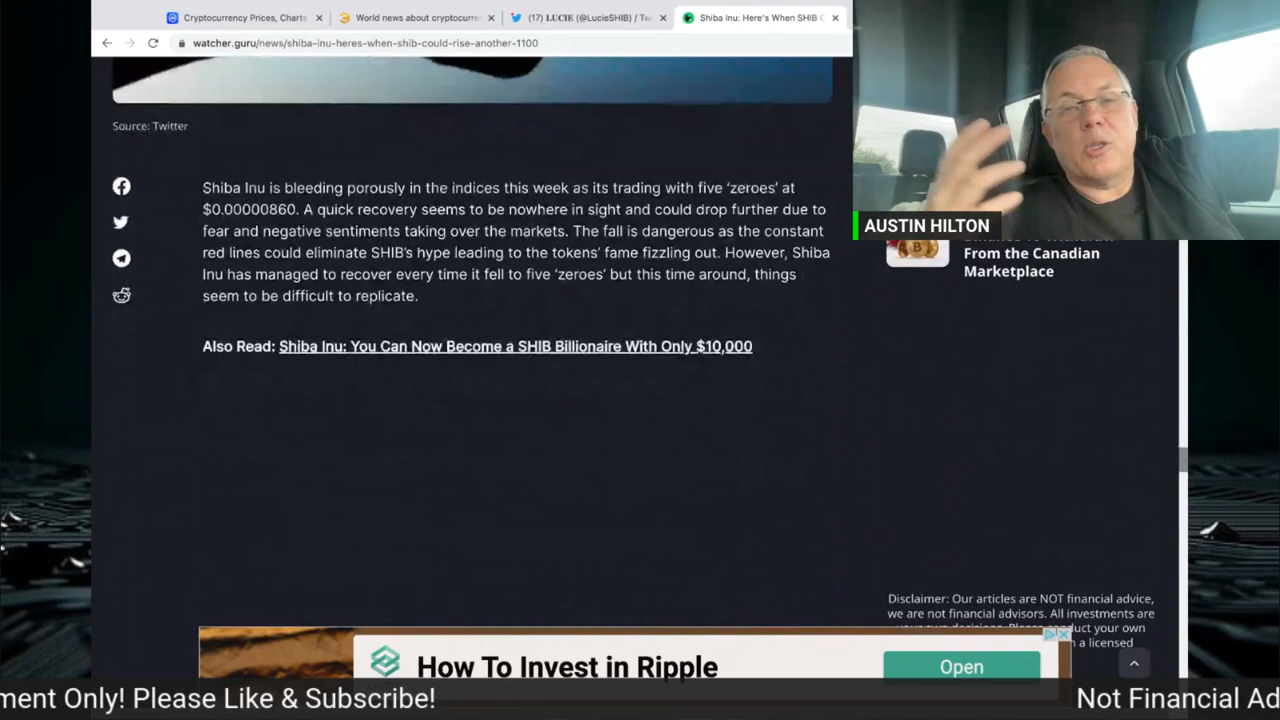 Cryptocurrency Prices, Charts
World news about cryptocurre
(17) 𝐋𝐔𝐂𝐈𝐄 (@LucieSHIB) / Tw
Shiba Inu: Here's When SHIB C
watcher.guru/news/shiba-inu-heres-when-shib-could-rise-another-1100
Source: Twitter
Shiba Inu is bleeding porously in the indices this week as its trading with five ‘zeroes’ at
$0.00000860. A quick recovery seems to be nowhere in sight and could drop further due to
fear and negative sentiments taking over the markets. The fall is dangerous as the constant
red lines could eliminate SHIB’s hype leading to the tokens’ fame fizzling out. However, Shiba
Inu has managed to recover every time it fell to five ‘zeroes’ but this time around, things
seem to be difficult to replicate.
Also Read: Shiba Inu: You Can Now Become a SHIB Billionaire With Only $10,000
AUSTIN HILTON
From the Canadian
Marketplace
Disclaimer: Our articles are NOT financial advice,
we are not financial advisors. All investments are
duct your own
a licensed
How To Invest in Ripple
Open
ment Only! Please Like & Subscribe!
Not Financial Ad